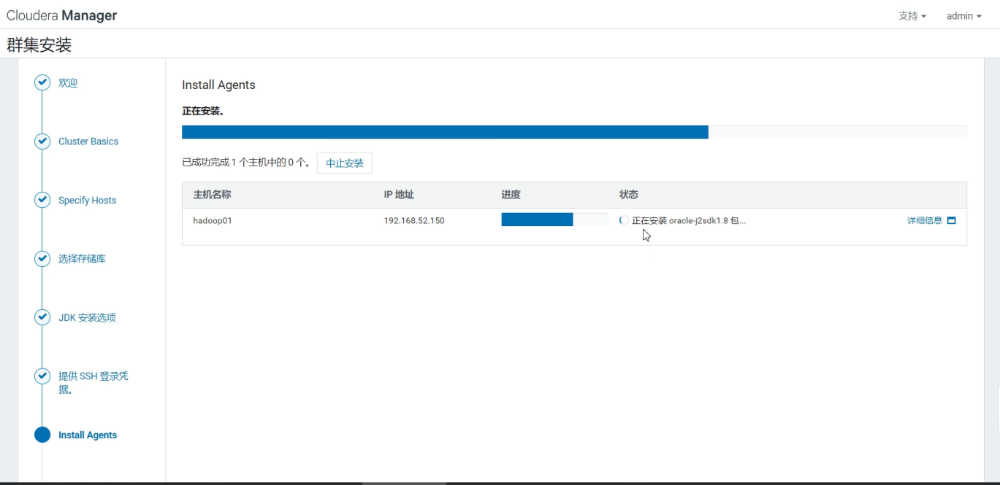 Cloudera Manager
支持 admin
群集安装
欢迎
Cluster Basics
Specify Hosts
选择存储库
JDK 安装选项
提供 SSH 登录凭
据。
Install Agents
Install Agents
正在安装。
已成功完成 1 个主机中的 0 个。 中止安装
主机名称 IP 地址 进度 状态
hadoop01 192.168.52.150 正在安装 oracle-j2sdk1.8 包... 详细信息